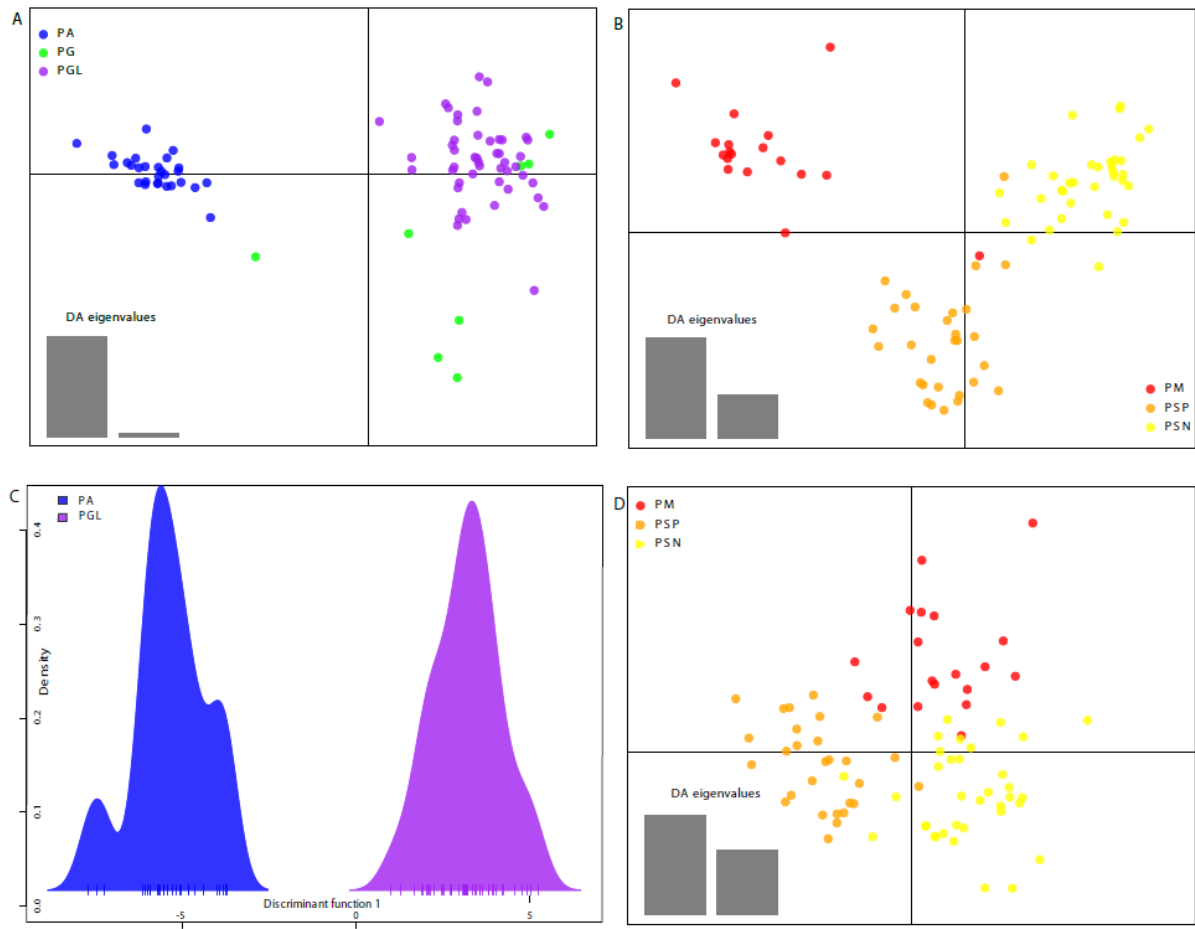 A
PA
PG
PGL
DA eigenvalues
B
DA eigenvalues
PM
PSP
PSN
C
PA
PGL
0.4
0.3
0.2
0.1
0.0
Density
-5
0
5
Discriminant function 1
D
PM
PSP
PSN
DA eigenvalues